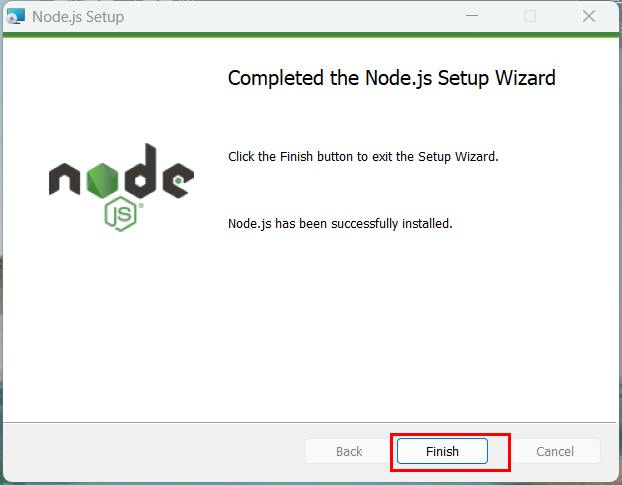 Node.js Setup
Completed the Node.js Setup Wizard
Click the Finish button to exit the Setup Wizard.
node
JS
Node.js has been successfully installed.
Back
Finish
Cancel